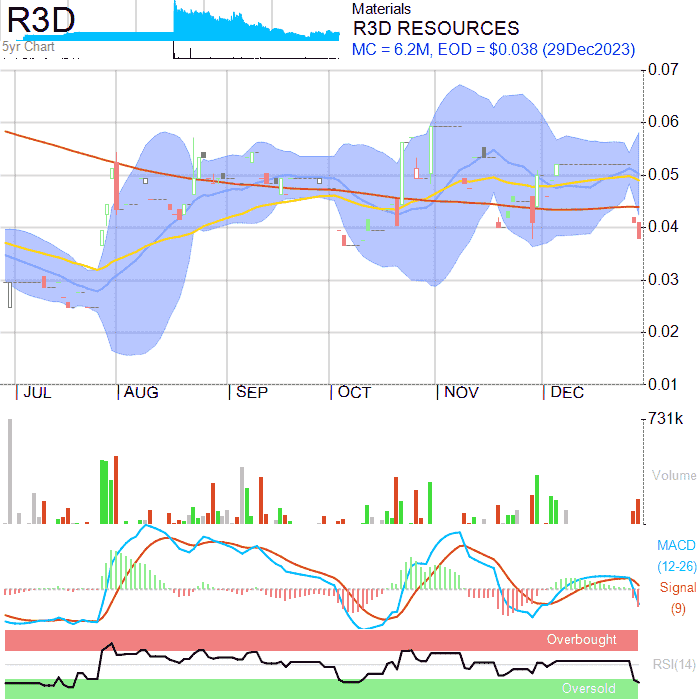 R3D
5yr Chart
Materials
R3D RESOURCES
MC = 6.2M, EOD = $0.038 (29Dec2023)
0.07
0.06
0.05
0.04
0.03
0.02
0.01
JUL AUG SEP OCT NOV DEC
731k
Volume
MACD
(12-26)
Signal
(9)
Overbought
RSI(14)
Oversold